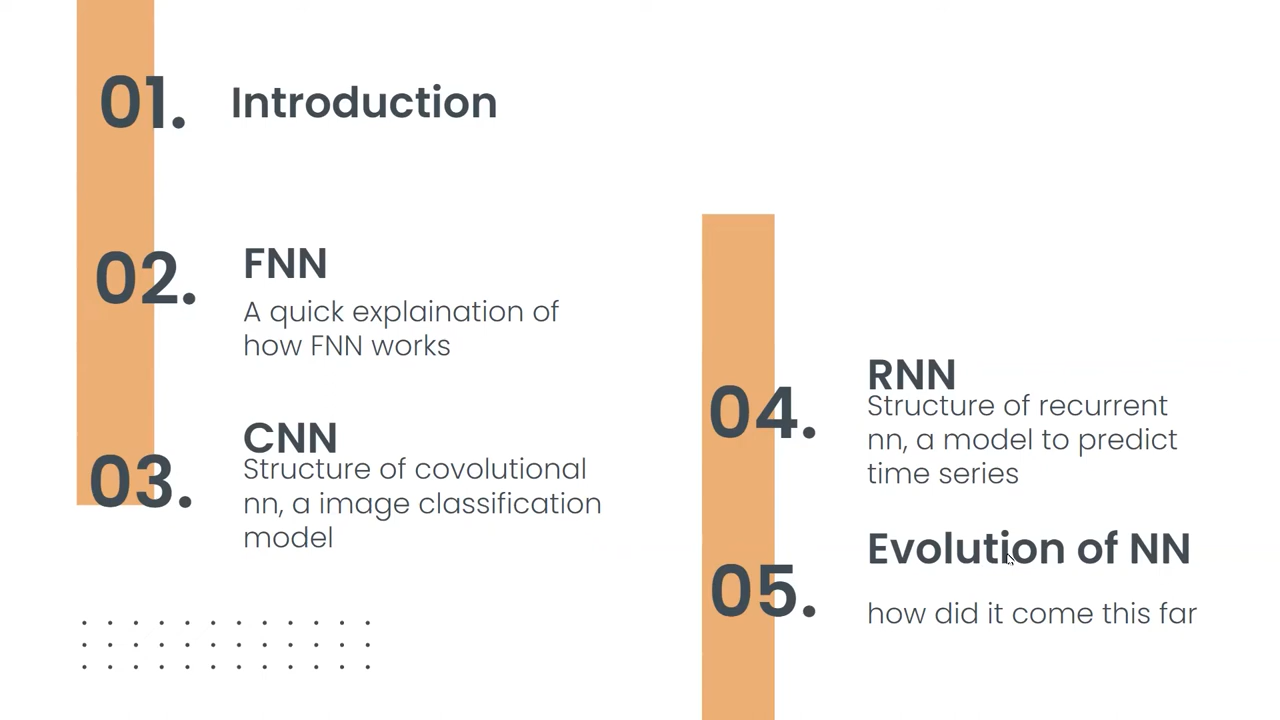 01.
Introduction
02.
FNN
A quick explaination of
how FNN works
03.
CNN
Structure of covolutional
nn, a image classification
model
04.
RNN
Structure of recurrent
nn, a model to predict
time series
05.
Evolution of NN
how did it come this far